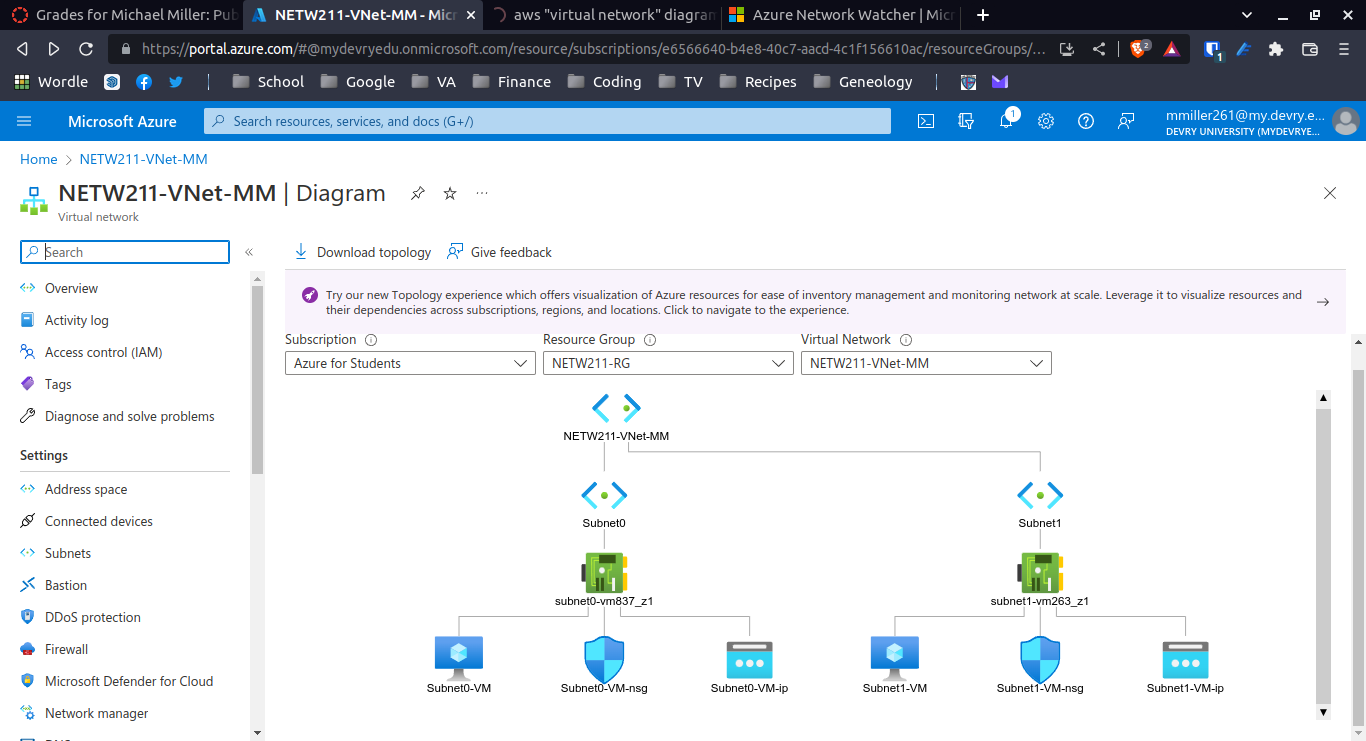 Grades for Michael Miller: Pub
NETW211-VNet-MM - Micr
aws "virtual network" diagram
Azure Network Watcher | Micr
https://portal.azure.com/#@mydevryedu.onmicrosoft.com/resource/subscriptions/e6566640-b4e8-40c7-aacd-4c1f156610ac/resourceGroups/...
2
1
Wordle
School
Google
VA
Finance
Coding
TV
Recipes
Geneology
Microsoft Azure
Search resources, services, and docs (G+/)
1
mmiller261@my.devry.e...
DEVRY UNIVERSITY (MYDEVRYE...
Home > NETW211-VNet-MM
NETW211-VNet-MM | Diagram
Virtual network
Search
Overview
Activity log
Access control (IAM)
Tags
Diagnose and solve problems
Settings
Address space
Connected devices
Subnets
Bastion
DDoS protection
Firewall
Microsoft Defender for Cloud
Network manager
Download topology
Give feedback
Try our new Topology experience which offers visualization of Azure resources for ease of inventory management and monitoring network at scale. Leverage it to visualize resources and
their dependencies across subscriptions, regions, and locations. Click to navigate to the experience.
Subscription
Resource Group
Virtual Network
Azure for Students
NETW211-RG
NETW211-VNet-MM
NETW211-VNet-MM
Subnet0
Subnet1
subnet0-vm837_z1
subnet1-vm263_z1
Subnet0-VM
Subnet0-VM-nsg
Subnet0-VM-ip
Subnet1-VM
Subnet1-VM-nsg
Subnet1-VM-ip